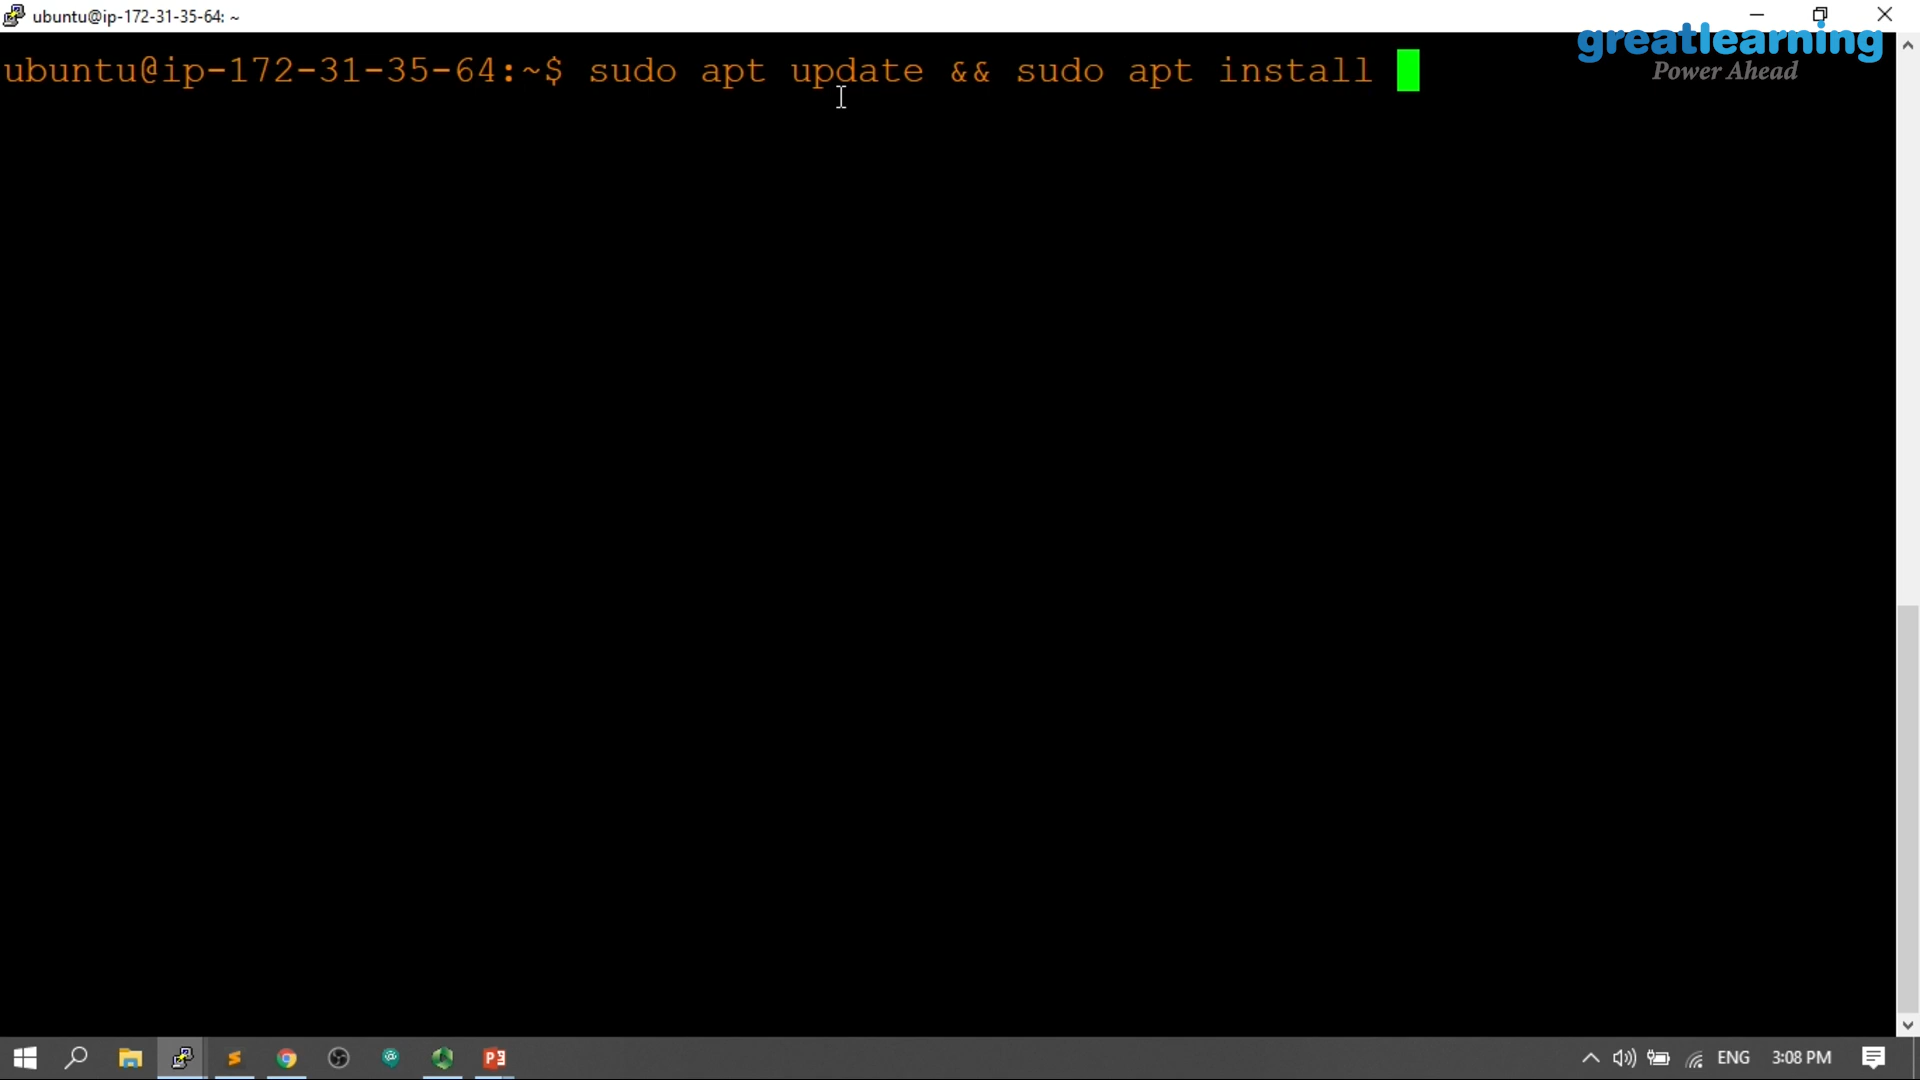 ubuntu@ip-172-31-35-64: ~
greatlearning
Power Ahead
ubuntu@ip-172-31-35-64:~$ sudo apt update && sudo apt install
ENG
3:08 PM